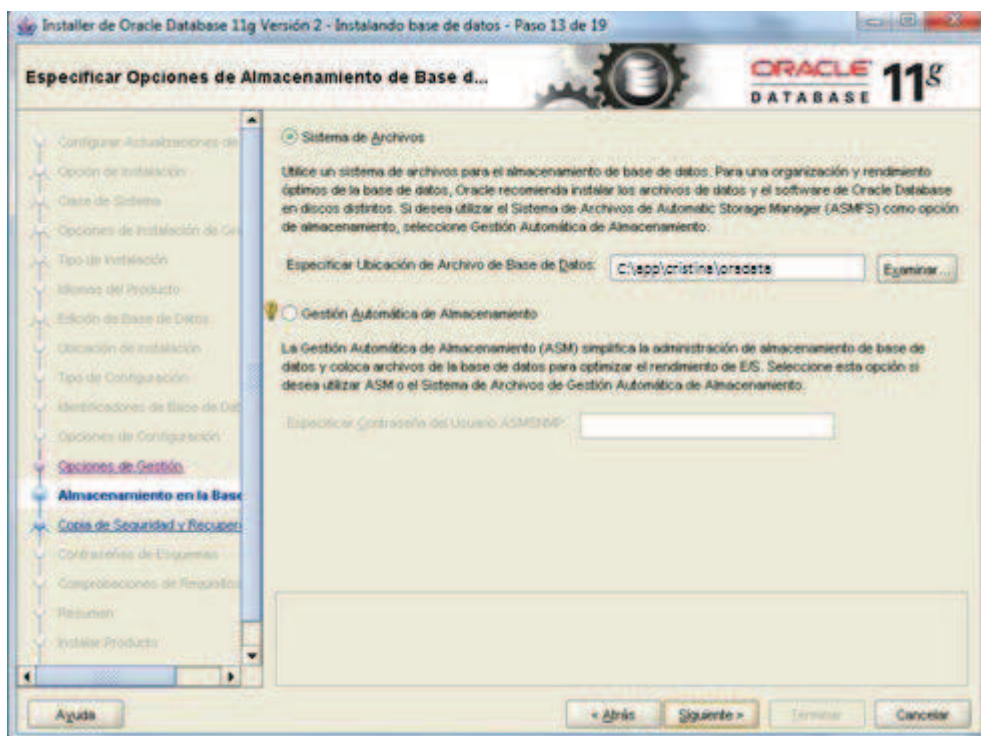 Installer de Oracle Database 11g Versión 2 - Instalando base de datos - Paso 13 de 19
Especificar Opciones de Almacenamiento de Base d...
ORACLE
DATABASE
11g
Configurar Actualizaciones de
Opción de Instalación
Clase de Sistema
Opciones de Instalación de
Tipo de Instalación
Idiomas del Producto
Edición de Base de Datos
Ubicación de Instalación
Tipo de Configuración
Identificadores de Base de Dat
Opciones de Configuración
Opciones de Gestión
Almacenamiento en la Base
Copia de Seguridad y Recuper
Contraseñas de Esquemas
Comprobaciones de Requisitos
Resumen
Instalar Producto
Sistema de Archivos
Utilice un sistema de archivos para el almacenamiento de base de datos. Para una organización y rendimiento
óptimos de la base de datos, Oracle recomienda instalar los archivos de datos y el software de Oracle Database
en discos distintos. Si desea utilizar el Sistema de Archivos de Automatic Storage Manager (ASMFS) como opción
de almacenamiento, seleccione Gestión Automática de Almacenamiento.
Especificar Ubicación de Archivo de Base de Datos: C:\app\cristina\oradata Examinar...
Gestión Automática de Almacenamiento
La Gestión Automática de Almacenamiento (ASM) simplifica la administración de almacenamiento de base de
datos y coloca archivos de la base de datos para optimizar el rendimiento de E/S. Seleccione esta opción si
desea utilizar ASM o el Sistema de Archivos de Gestión Automática de Almacenamiento.
Especificar Contraseña del Usuario ASMSNMP:
Ayuda < Atrás Siguiente > Terminar Cancelar